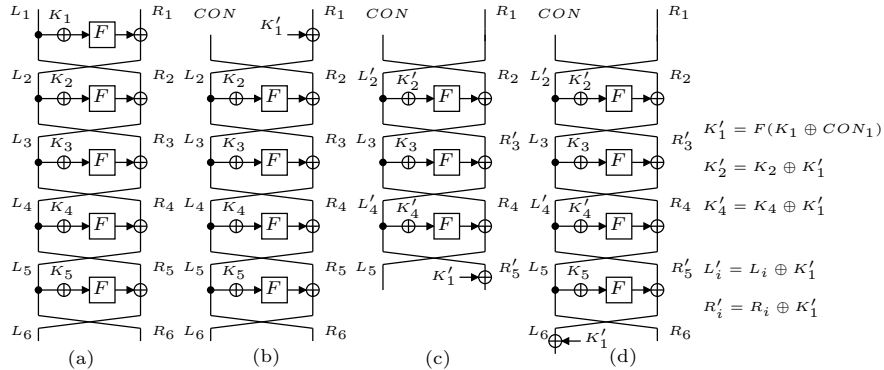 L1 R1 CON R1 CON R1 CON R1
K1 F K′1
L2 R2 L2 R2 L′2 R2 L′2 R2
K2 F K2 F K′2 F K′2 F
L3 R3 L3 R3 L3 R′3 L3 R′3 K′1 = F(K1 ⊕ CON1)
K3 F K3 F K3 F K3 F K′2 = K2 ⊕ K′1
L4 R4 L4 R4 L′4 R4 L′4 R4 K′4 = K4 ⊕ K′1
K4 F K4 F K′4 F K′4 F
L5 R5 L5 R5 L5 R′5 L5 R′5 L′i = Li ⊕ K′1
K5 F K5 F K′1 K5 F
R′i = Ri ⊕ K′1
L6 R6 L6 R6 L6 K′1 R6
(a) (b) (c) (d)